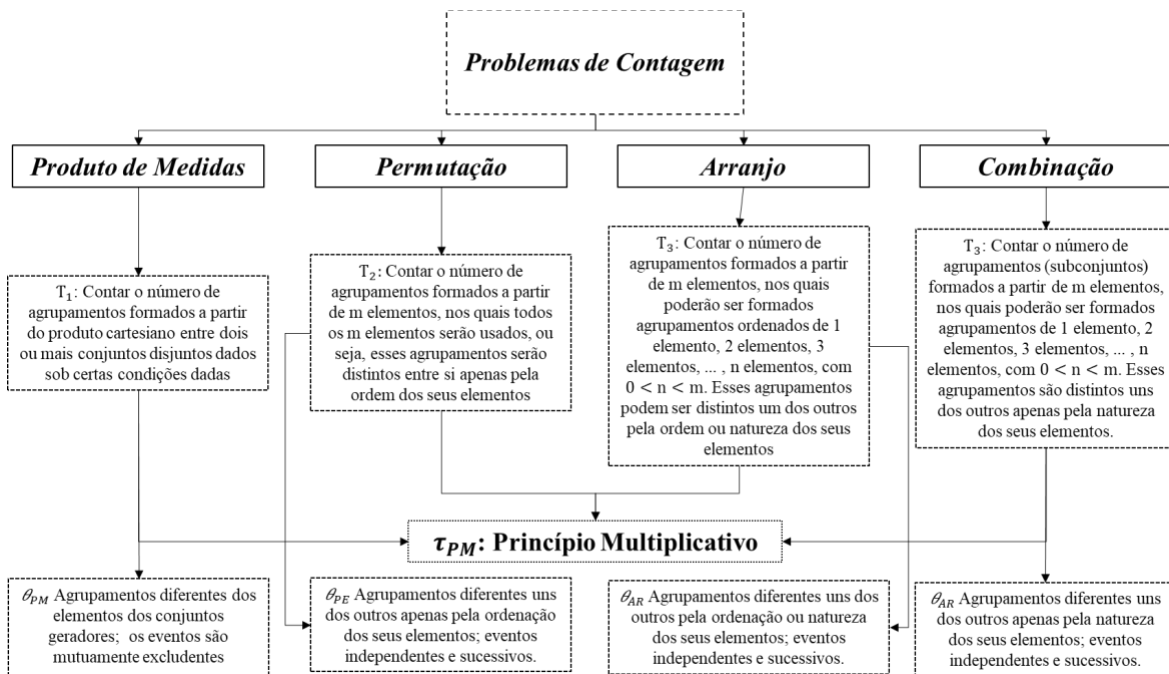 Problemas de Contagem
Produto de Medidas
Permutação
Arranjo
Combinação
T₁: Contar o número de
agrupamentos formados a partir
do produto cartesiano entre dois
ou mais conjuntos disjuntos dados
sob certas condições dadas
T₂: Contar o número de
agrupamentos formados a partir
de m elementos, nos quais todos
os m elementos serão usados, ou
seja, esses agrupamentos serão
distintos entre si apenas pela
ordem dos seus elementos
T₃: Contar o número de
agrupamentos formados a partir
de m elementos, nos quais
poderão ser formados
agrupamentos ordenados de 1
elemento, 2 elementos, 3
elementos, ... , n elementos, com
0 < n < m. Esses agrupamentos
podem ser distintos um dos outros
pela ordem ou natureza dos seus
elementos
T₃: Contar o número de
agrupamentos (subconjuntos)
formados a partir de m elementos,
nos quais poderão ser formados
agrupamentos de 1 elemento, 2
elementos, 3 elementos, ... , n
elementos, com 0 < n < m. Esses
agrupamentos são distintos uns
dos outros apenas pela natureza
dos seus elementos.
τ_PM: Princípio Multiplicativo
θ_PM Agrupamentos diferentes dos
elementos dos conjuntos
geradores; os eventos são
mutuamente excludentes
θ_PE Agrupamentos diferentes uns
dos outros apenas pela ordenação
dos seus elementos; eventos
independentes e sucessivos.
θ_AR Agrupamentos diferentes uns dos
outros pela ordenação ou natureza
dos seus elementos; eventos
independentes e sucessivos.
θ_AR Agrupamentos diferentes uns
dos outros apenas pela natureza
dos seus elementos; eventos
independentes e sucessivos.